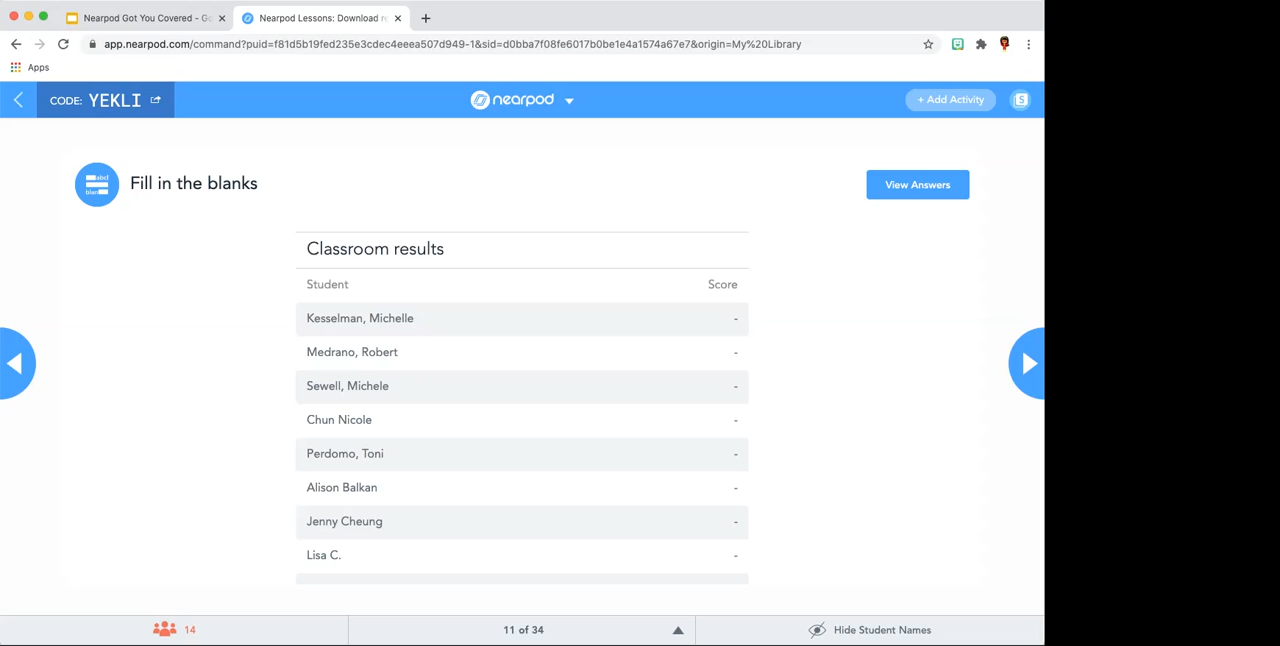 Nearpod Got You Covered - Go
Nearpod Lessons: Download re
app.nearpod.com/command?puid=f81d5b19fed235e3cdec4eeea507d949-1&sid=d0bba7f08fe6017b0be1e4a1574a67e7&origin=My%20Library
Apps
CODE: YEKLI
nearpod
+ Add Activity
S
Fill in the blanks
View Answers
Classroom results
Student Score
Kesselman, Michelle -
Medrano, Robert -
Sewell, Michele -
Chun Nicole -
Perdomo, Toni -
Alison Balkan -
Jenny Cheung -
Lisa C. -
14
11 of 34
Hide Student Names